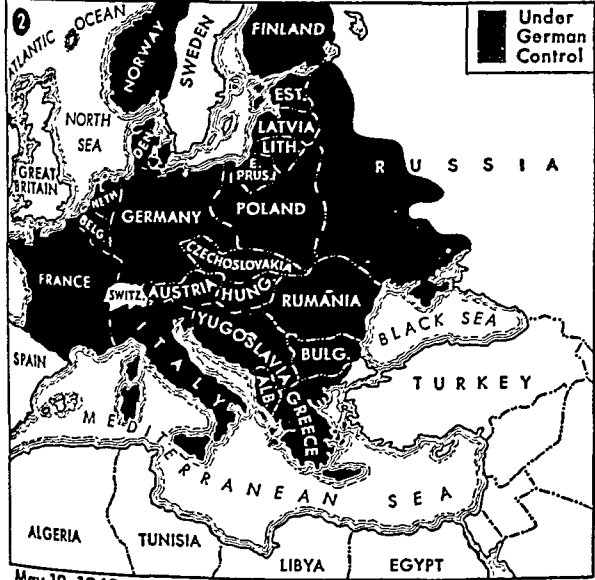 2
Under
German
Control
ATLANTIC OCEAN
NORWAY
SWEDEN
FINLAND
NORTH
SEA
EST.
LATVIA
LITH.
E.
PRUS.
DEN.
GREAT
BRITAIN
NETH.
BELG.
GERMANY
POLAND
RUSSIA
CZECHOSLOVAKIA
FRANCE
SWITZ.
AUSTRIA
HUNG.
RUMANIA
YUGOSLAVIA
BULG.
BLACK SEA
ITALY
ALB.
GREECE
SPAIN
TURKEY
MEDITERRANEAN SEA
ALGERIA
TUNISIA
LIBYA
EGYPT